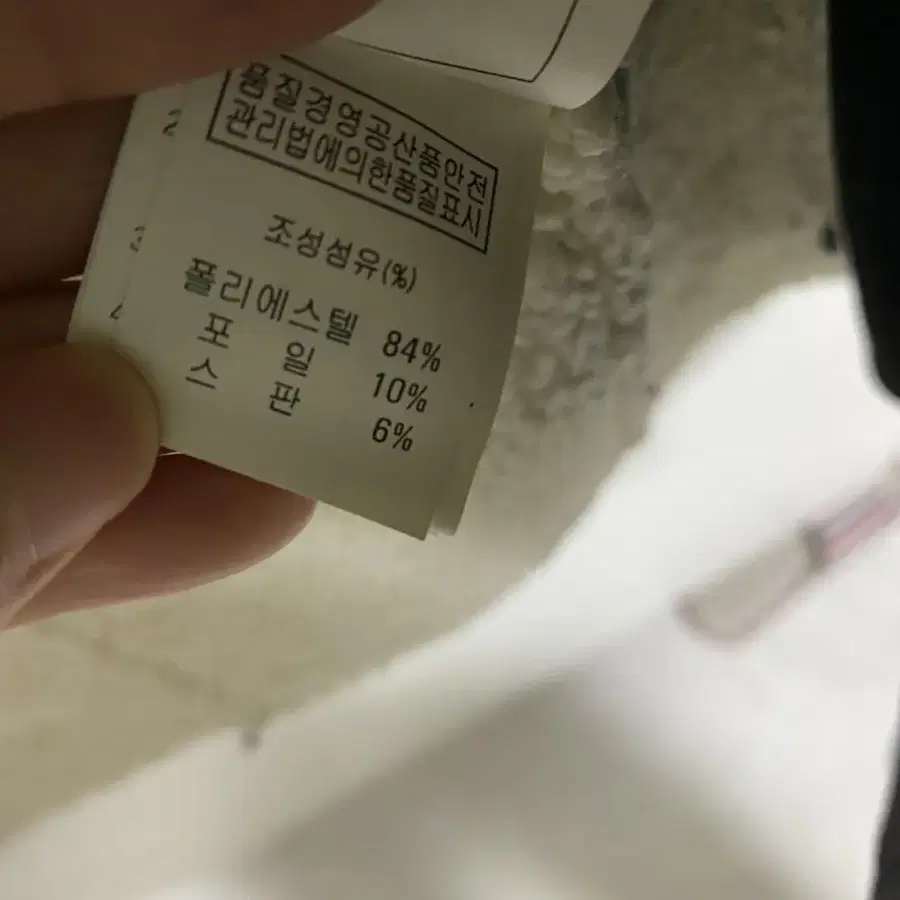 품질경영공산품안전
관리법에의한품질표시
조성섬유(%)
폴리에스텔 84%
포 일 10%
스 판 6%